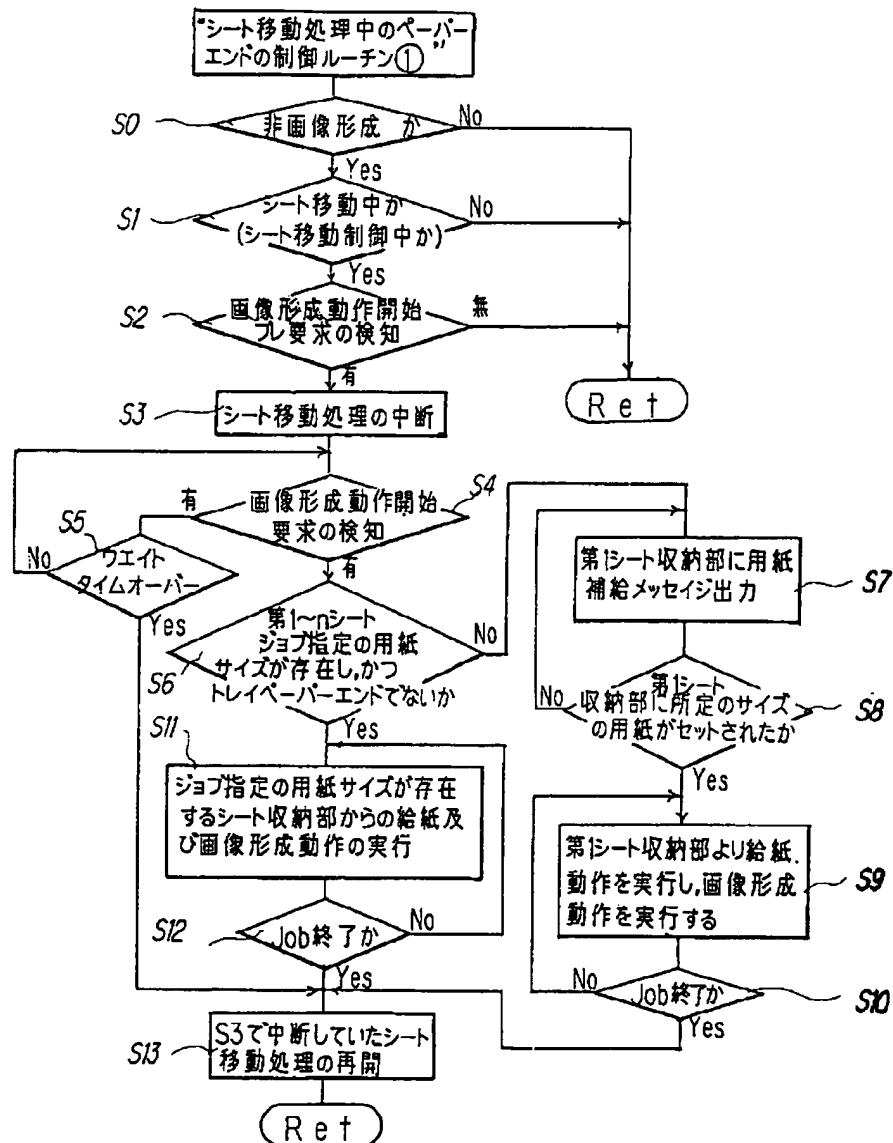 “シート移動処理中のペーパー
エンドの制御ルーチン①”
S0
非画像形成 か
No
Yes
S1
シート移動中か
(シート移動制御中か)
No
Yes
S2
画像形成動作開始
プレ要求の検知
無
有
Ret
S3
シート移動処理の中断
有
画像形成動作開始
要求の検知
S4
S5
No
ウエイト
タイムオーバー
Yes
有
第1~nシート
ジョブ指定の用紙
サイズが存在し,かつ
トレイペーパーエンドでないか
S6
No
Yes
第1シート収納部に用紙
補給メッセイジ出力
S7
No
第1シート
収納部に所定のサイズ
の用紙がセットされたか
S8
Yes
S11
ジョブ指定の用紙サイズが存在
するシート収納部からの給紙及
び画像形成動作の実行
第1シート収納部より給紙.
動作を実行し,画像形成
動作を実行する
S9
S12
Job終了か
No
Yes
No
Job終了か
S10
Yes
S13
S3で中断していたシート
移動処理の再開
Ret